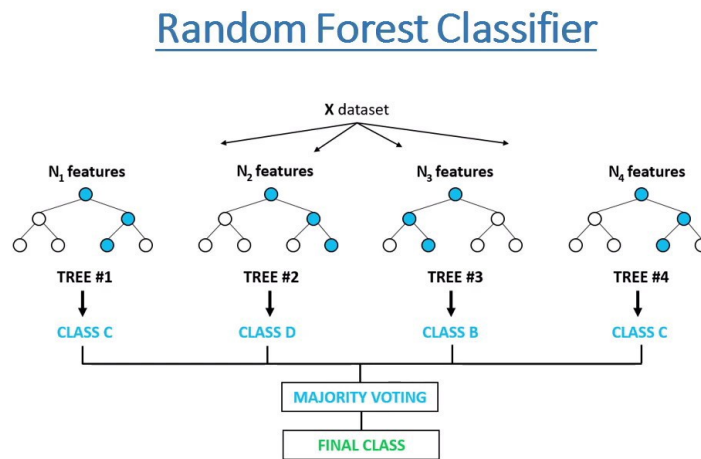 Random Forest Classifier
X dataset
N1 features N2 features N3 features N4 features
TREE #1 TREE #2 TREE #3 TREE #4
CLASS C CLASS D CLASS B CLASS C
MAJORITY VOTING
FINAL CLASS